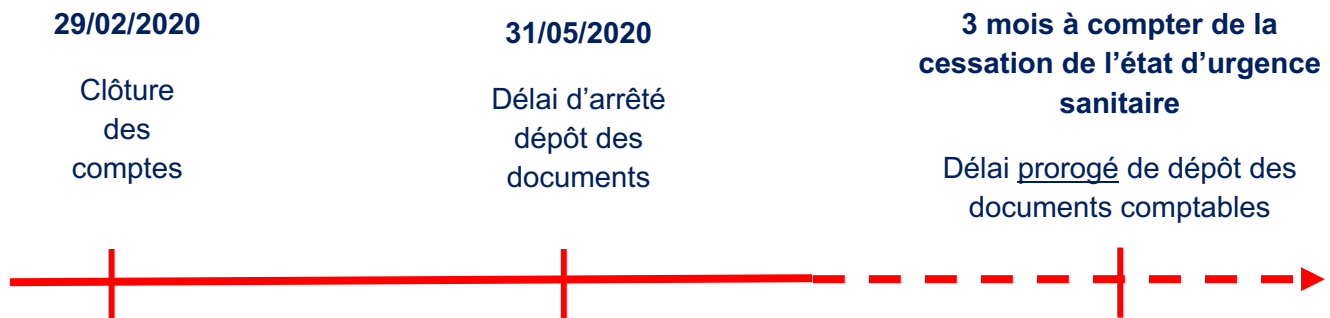 29/02/2020
Clôture
des
comptes
31/05/2020
Délai d’arrêté
dépôt des
documents
3 mois à compter de la
cessation de l’état d’urgence
sanitaire
Délai prorogé de dépôt des
documents comptables